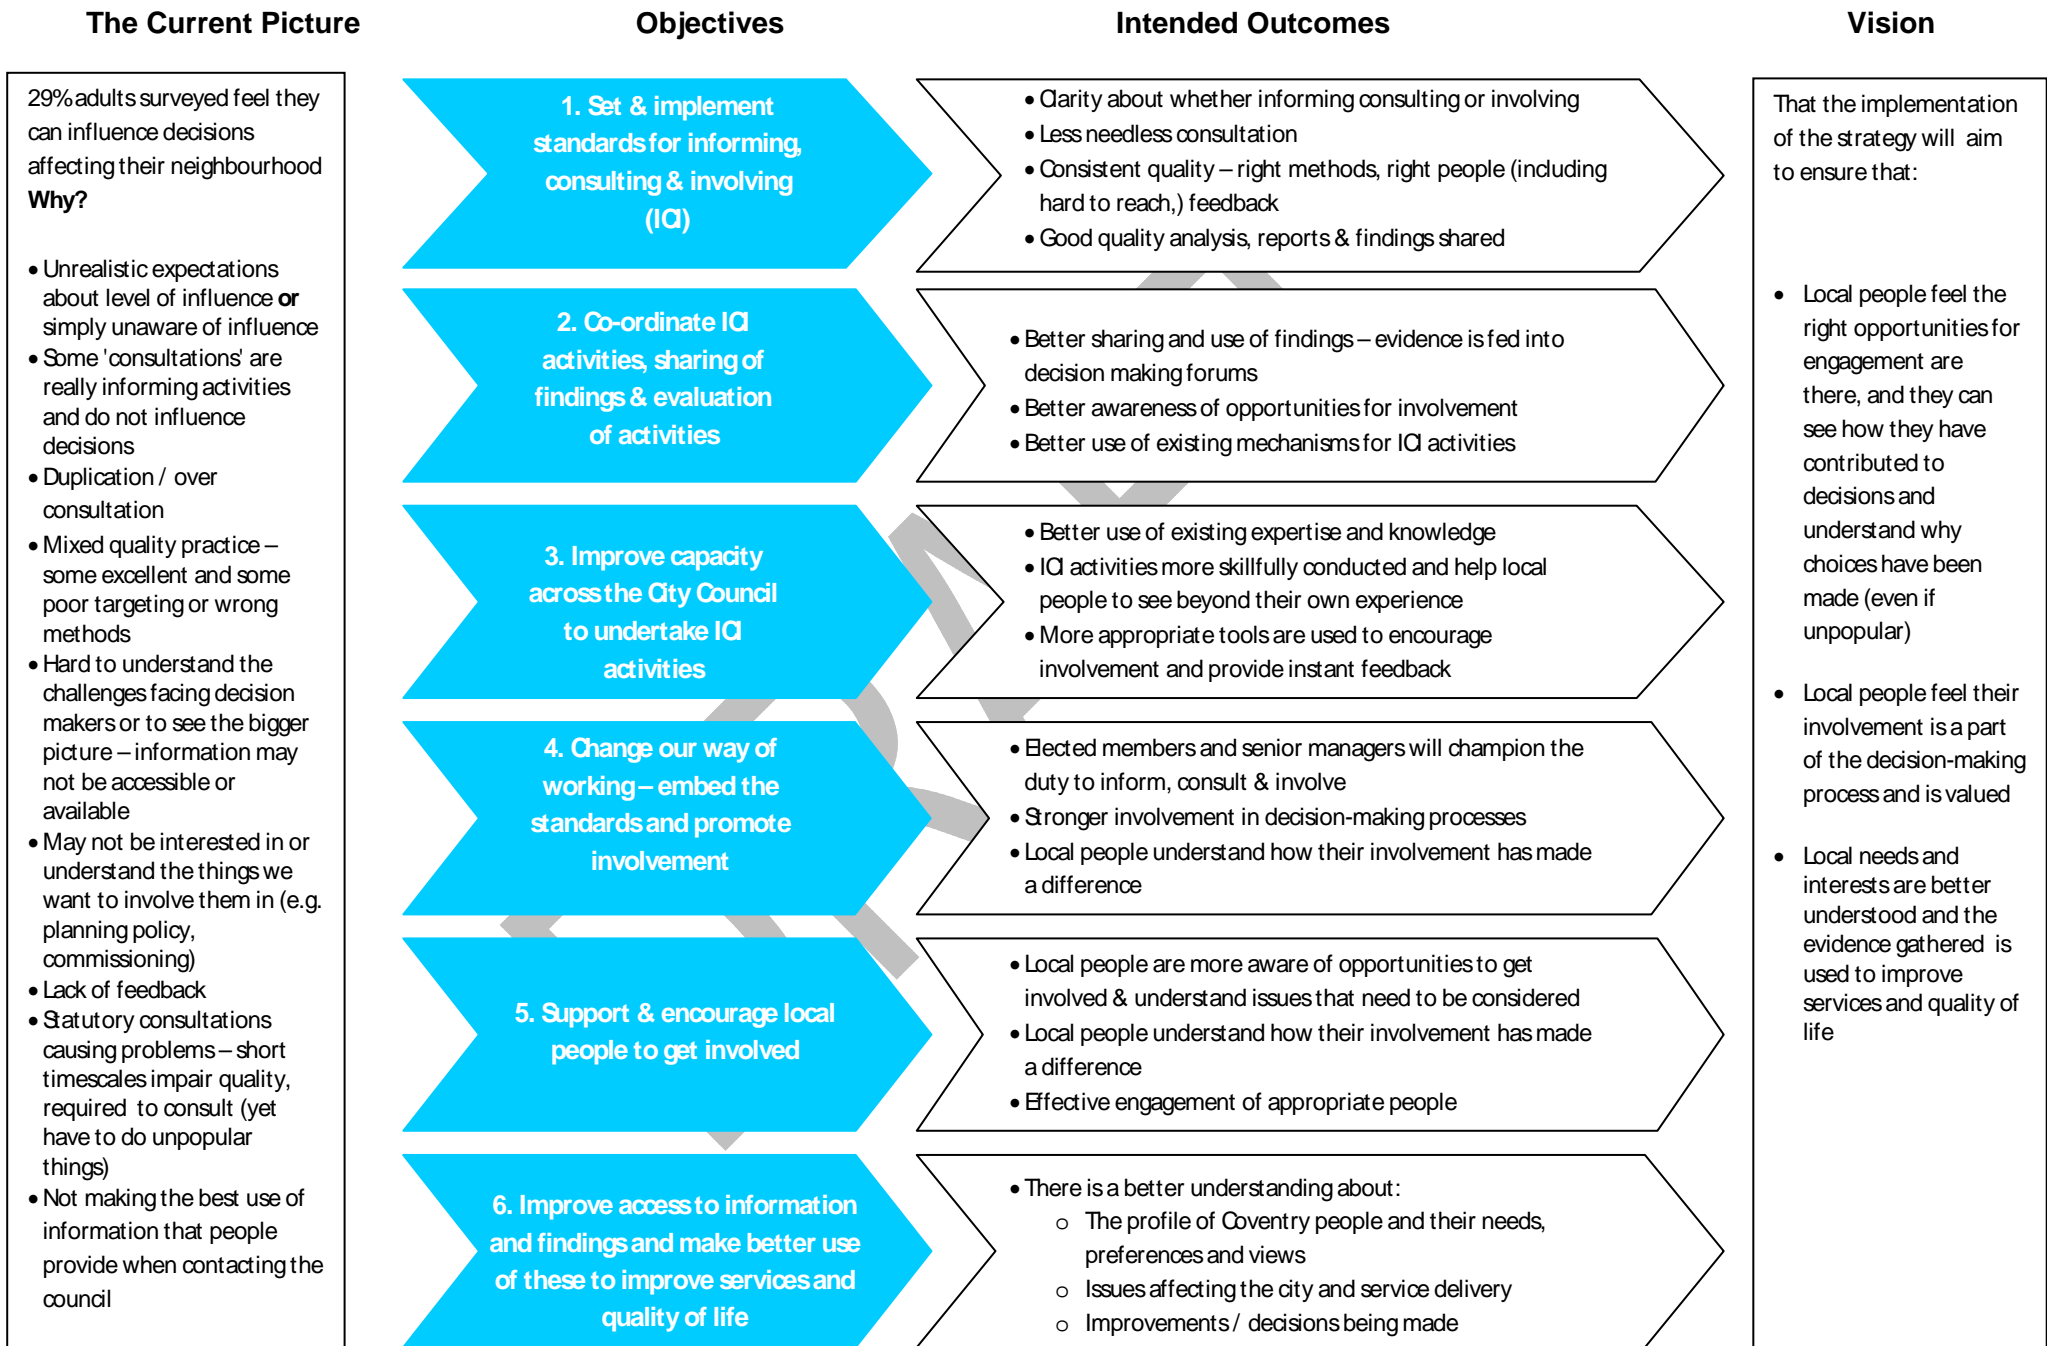 The Current Picture
Objectives
Intended Outcomes
Vision
29% adults surveyed feel they
can influence decisions
affecting their neighbourhood
Why?
• Unrealistic expectations
about level of influence or
simply unaware of influence
• Some 'consultations' are
really informing activities
and do not influence
decisions
• Duplication / over
consultation
• Mixed quality practice –
some excellent and some
poor targeting or wrong
methods
• Hard to understand the
challenges facing decision
makers or to see the bigger
picture – information may
not be accessible or
available
• May not be interested in or
understand the things we
want to involve them in (e.g.
planning policy,
commissioning)
• Lack of feedback
• Statutory consultations
causing problems – short
timescales impair quality,
required to consult (yet
have to do unpopular
things)
• Not making the best use of
information that people
provide when contacting the
council
1. Set & implement
standards for informing,
consulting & involving
(ICI)
2. Co-ordinate ICI
activities, sharing of
findings & evaluation
of activities
3. Improve capacity
across the City Council
to undertake ICI
activities
4. Change our way of
working – embed the
standards and promote
involvement
5. Support & encourage local
people to get involved
6. Improve access to information
and findings and make better use
of these to improve services and
quality of life
• Clarity about whether informing consulting or involving
• Less needless consultation
• Consistent quality – right methods, right people (including
hard to reach,) feedback
• Good quality analysis, reports & findings shared
• Better sharing and use of findings – evidence is fed into
decision making forums
• Better awareness of opportunities for involvement
• Better use of existing mechanisms for ICI activities
• Better use of existing expertise and knowledge
• ICI activities more skillfully conducted and help local
people to see beyond their own experience
• More appropriate tools are used to encourage
involvement and provide instant feedback
• Elected members and senior managers will champion the
duty to inform, consult & involve
• Stronger involvement in decision-making processes
• Local people understand how their involvement has made
a difference
• Local people are more aware of opportunities to get
involved & understand issues that need to be considered
• Local people understand how their involvement has made
a difference
• Effective engagement of appropriate people
• There is a better understanding about:
o The profile of Coventry people and their needs,
preferences and views
o Issues affecting the city and service delivery
o Improvements / decisions being made
That the implementation
of the strategy will aim
to ensure that:
• Local people feel the
right opportunities for
engagement are
there, and they can
see how they have
contributed to
decisions and
understand why
choices have been
made (even if
unpopular)
• Local people feel their
involvement is a part
of the decision-making
process and is valued
• Local needs and
interests are better
understood and the
evidence gathered is
used to improve
services and quality of
life